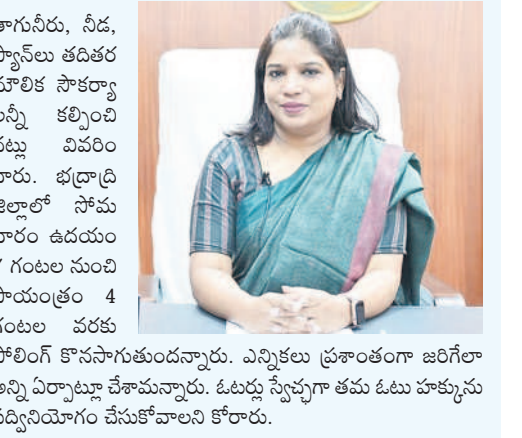 తాగునీరు, నీడ,
ఫ్యాన్‌లు తదితర
మౌలిక సౌకర్యా
లన్నీ కల్పించి
నట్లు వివరిం
చారు. భద్రాద్రి
జిల్లాలో సోమ
వారం ఉదయం
7 గంటల నుంచి
సాయంత్రం 4
గంటల వరకు
పోలింగ్ కొనసాగుతుందన్నారు. ఎన్నికలు ప్రశాంతంగా జరిగేలా
అన్ని ఏర్పాట్లూ చేశామన్నారు. ఓటర్లు స్వేచ్ఛగా తమ ఓటు హక్కును
సద్వినియోగం చేసుకోవాలని కోరారు.